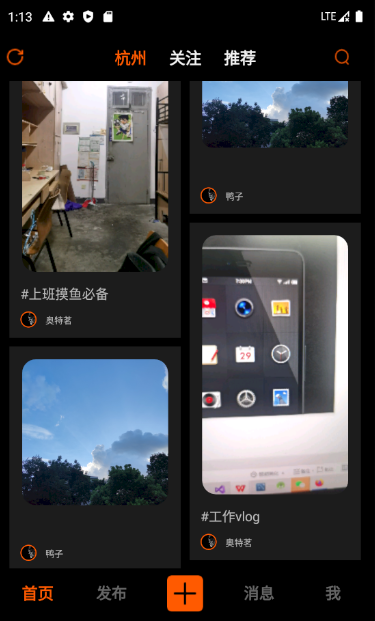 1:13
LTE
杭州 关注 推荐
#上班摸鱼必备
奥特茗
鸭子
鸭子
7:00PM
29
#工作vlog
奥特茗
首页 发布 消息 我